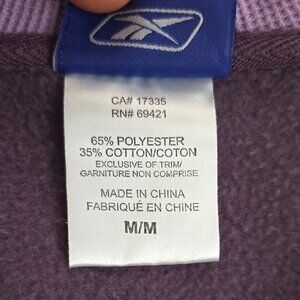 CA# 17335
RN# 69421
65% POLYESTER
35% COTTON/COTON
EXCLUSIVE OF TRIM/
GARNITURE NON COMPRISE
MADE IN CHINA
FABRIQUÉ EN CHINE
M/M